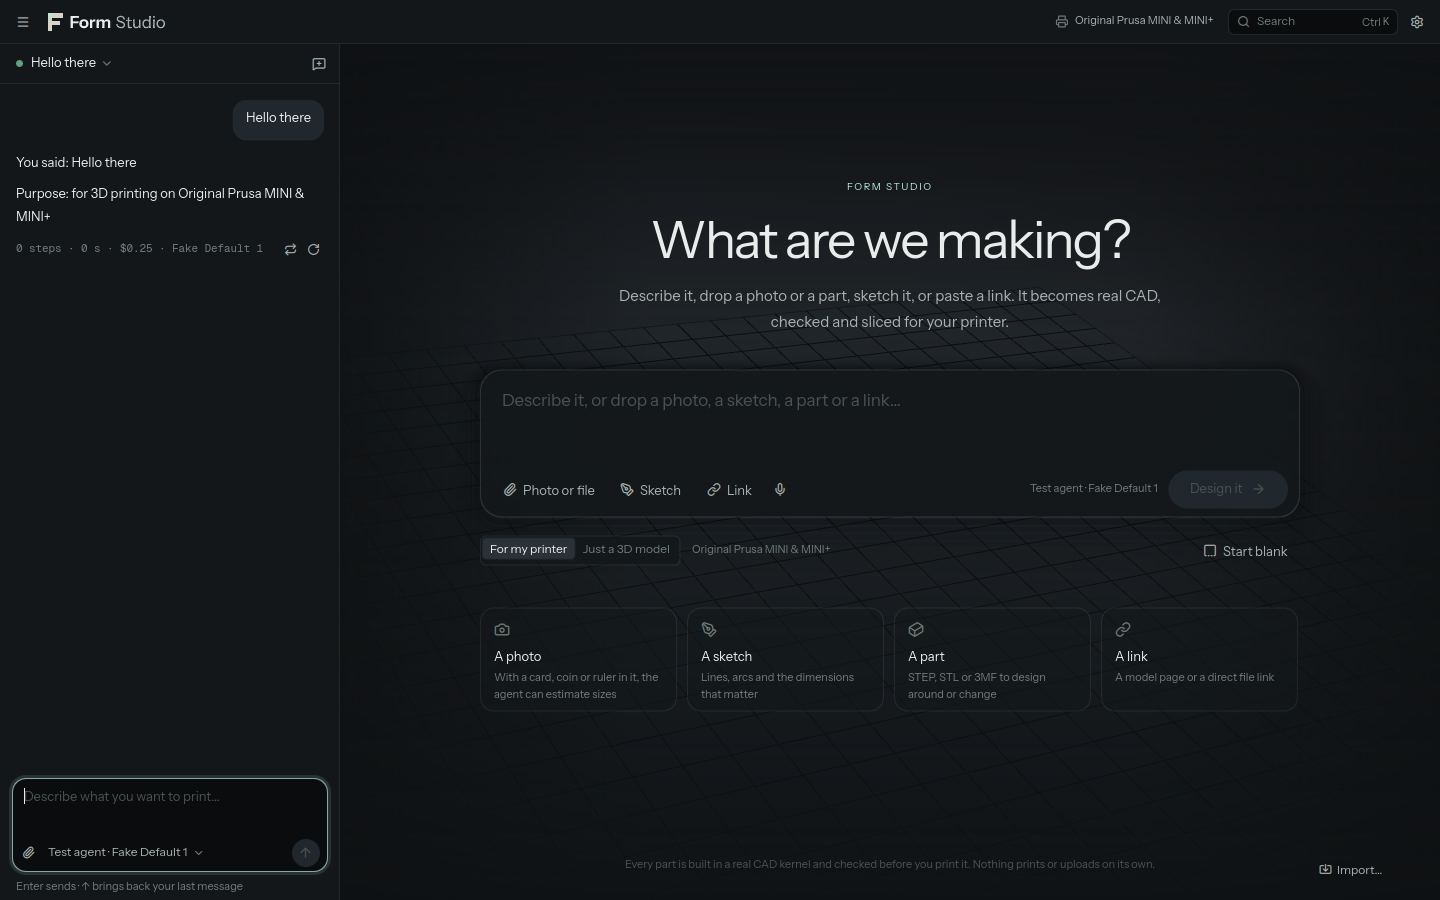 Form Studio
Original Prusa MINI & MINI+
Search
Ctrl K
Hello there
Hello there
You said: Hello there
Purpose: for 3D printing on Original Prusa MINI &
MINI+
0 steps · 0 s · $0.25 · Fake Default 1
FORM STUDIO
What are we making?
Describe it, drop a photo or a part, sketch it, or paste a link. It becomes real CAD,
checked and sliced for your printer.
Describe it, or drop a photo, a sketch, a part or a link...
Photo or file
Sketch
Link
Test agent · Fake Default 1
Design it
For my printer
Just a 3D model
Original Prusa MINI & MINI+
Start blank
A photo
With a card, coin or ruler in it, the
agent can estimate sizes
A sketch
Lines, arcs and the dimensions
that matter
A part
STEP, STL or 3MF to design
around or change
A link
A model page or a direct file link
Describe what you want to print...
Test agent · Fake Default 1
Enter sends · ↑ brings back your last message
Every part is built in a real CAD kernel and checked before you print it. Nothing prints or uploads on its own.
Import...